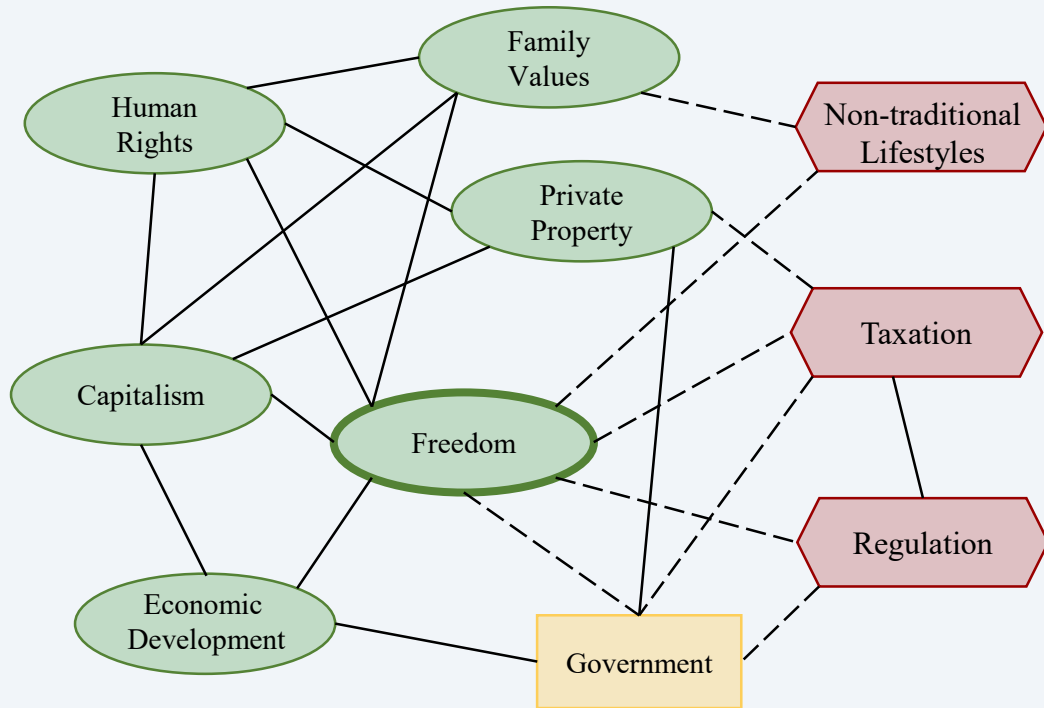 Family
Values
Human
Rights
Non-traditional
Lifestyles
Private
Property
Taxation
Capitalism
Freedom
Regulation
Economic
Development
Government